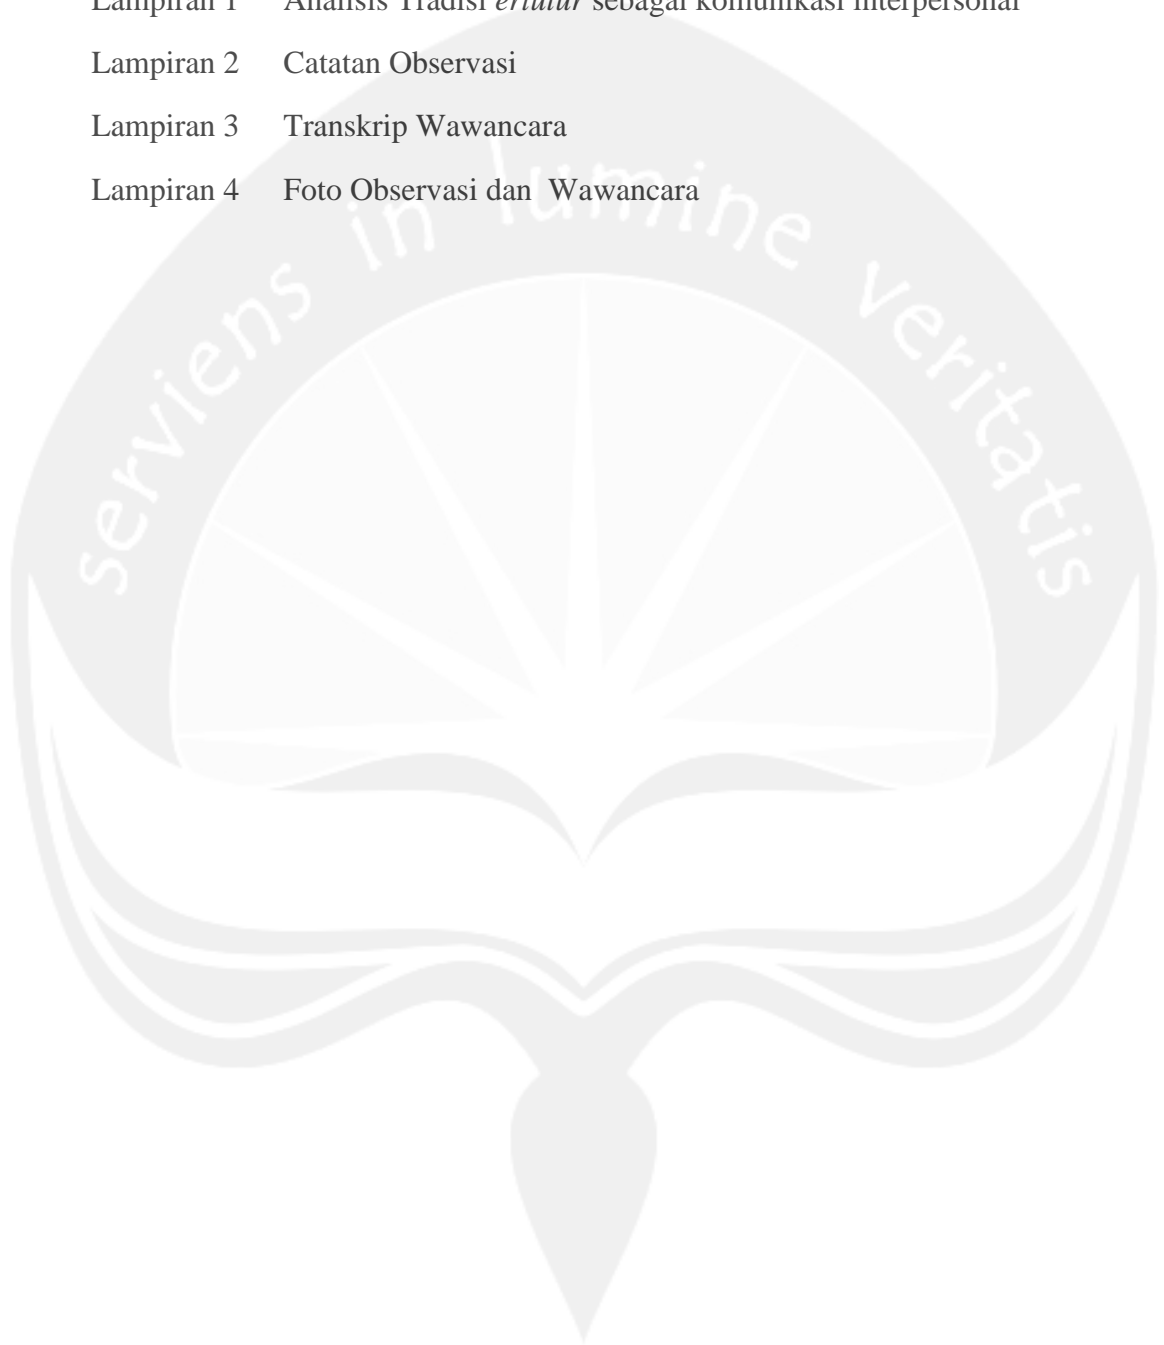 Lampiran 1 Analisis Tradisi ertutur sebagai komunikasi interpersonal
Lampiran 2 Catatan Observasi
Lampiran 3 Transkrip Wawancara
Lampiran 4 Foto Observasi dan Wawancara
serviens in lumine veritatis